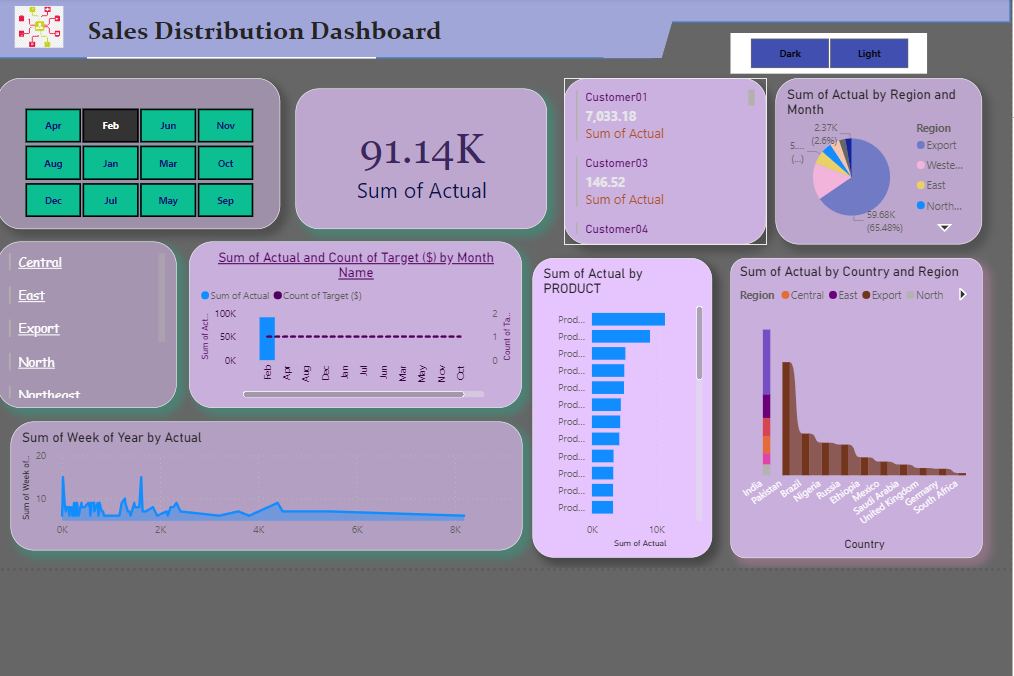 Sales Distribution Dashboard
Dark Light
Apr Feb Jun Nov
Aug Jan Mar Oct
Dec Jul May Sep
91.14K
Sum of Actual
Customer01
7,033.18
Sum of Actual
Customer03
146.52
Sum of Actual
Customer04
Sum of Actual by Region and
Month
2.37K
(2.6%)
5....
(...)
59.68K
(65.48%)
Region
Export
Weste...
East
North...
Central
East
Export
North
Northeast
Sum of Actual and Count of Target ($) by Month
Name
Sum of Actual Count of Target ($)
Sum of Act...
100K
50K
0K
2
1
0
Count of Ta...
Feb Apr Aug Dec Jan Jul Jun Mar May Nov Oct
Sum of Actual by
PRODUCT
Prod...
Prod...
Prod...
Prod...
Prod...
Prod...
Prod...
Prod...
Prod...
Prod...
Prod...
Prod...
0K 10K
Sum of Actual
Sum of Actual by Country and Region
Region Central East Export North
India Pakistan Brazil Nigeria Russia Ethiopia Mexico Saudi Arabia United Kingdom Germany South Africa
Country
Sum of Week of Year by Actual
Sum of Week of...
20
10
0K 2K 4K 6K 8K